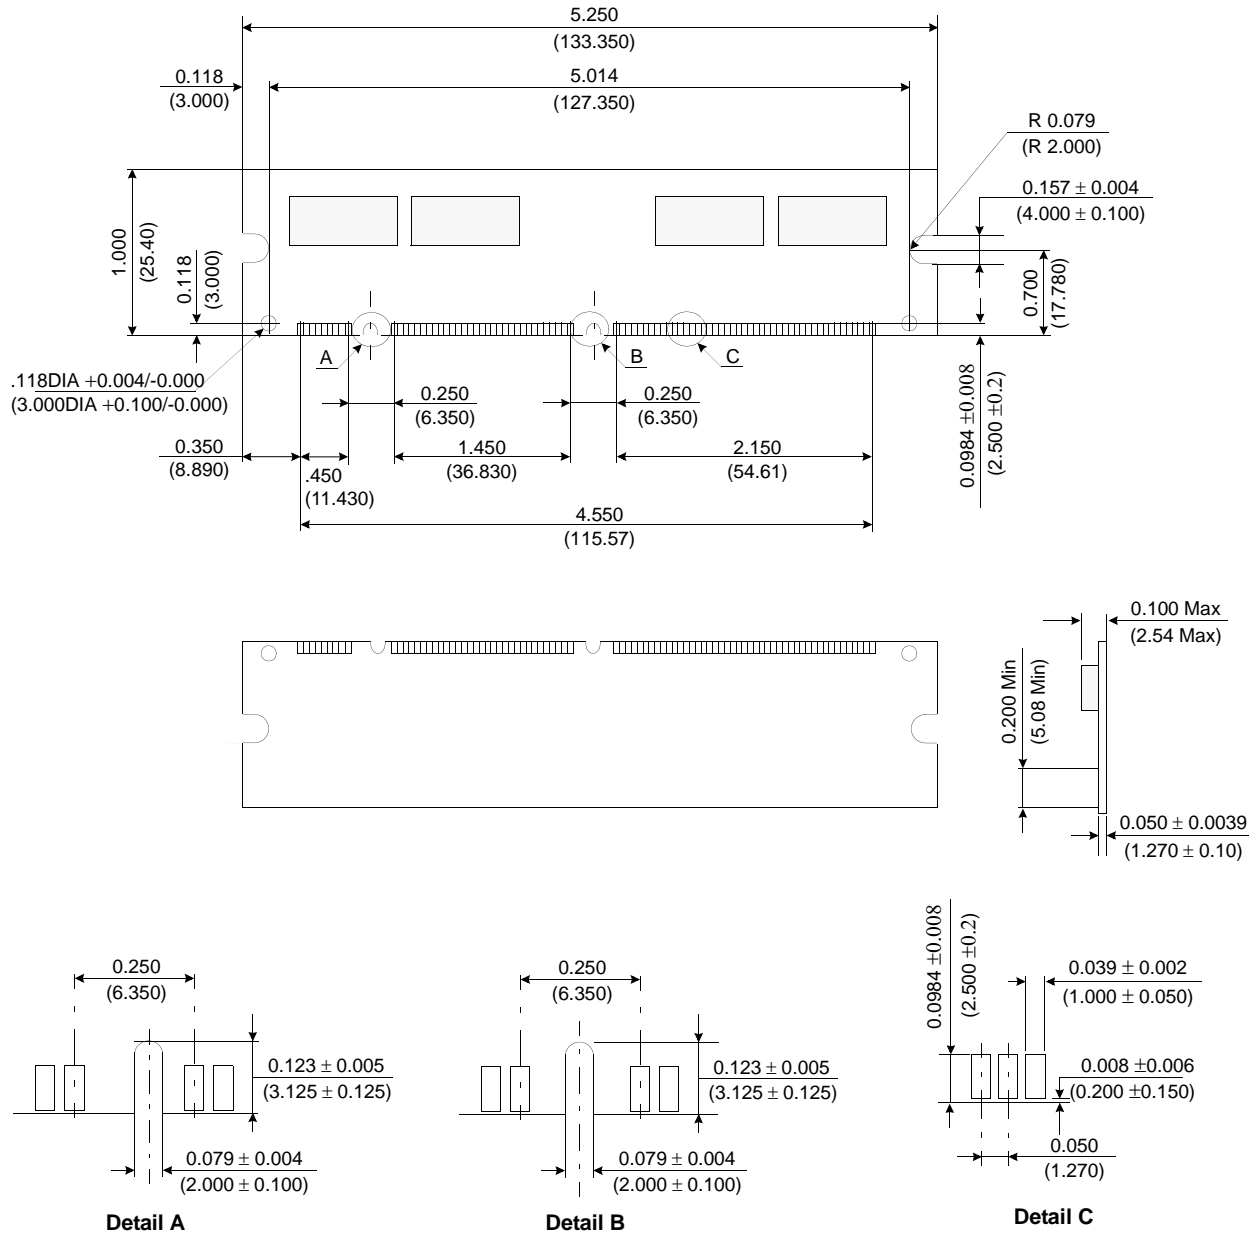 5.250
(133.350)
0.118
(3.000)
5.014
(127.350)
R 0.079
(R 2.000)
0.157 ± 0.004
(4.000 ± 0.100)
1.000
(25.40)
0.118
(3.000)
0.700
(17.780)
A
B
C
.118DIA +0.004/-0.000
(3.000DIA +0.100/-0.000)
0.250
(6.350)
0.250
(6.350)
0.0984 ±0.008
(2.500 ±0.2)
0.350
(8.890)
.450
(11.430)
1.450
(36.830)
2.150
(54.61)
4.550
(115.57)
0.100 Max
(2.54 Max)
0.200 Min
(5.08 Min)
0.050 ± 0.0039
(1.270 ± 0.10)
0.250
(6.350)
0.123 ± 0.005
(3.125 ± 0.125)
0.079 ± 0.004
(2.000 ± 0.100)
Detail A
0.250
(6.350)
0.123 ± 0.005
(3.125 ± 0.125)
0.079 ± 0.004
(2.000 ± 0.100)
Detail B
0.0984 ±0.008
(2.500 ±0.2)
0.039 ± 0.002
(1.000 ± 0.050)
0.008 ±0.006
(0.200 ±0.150)
0.050
(1.270)
Detail C